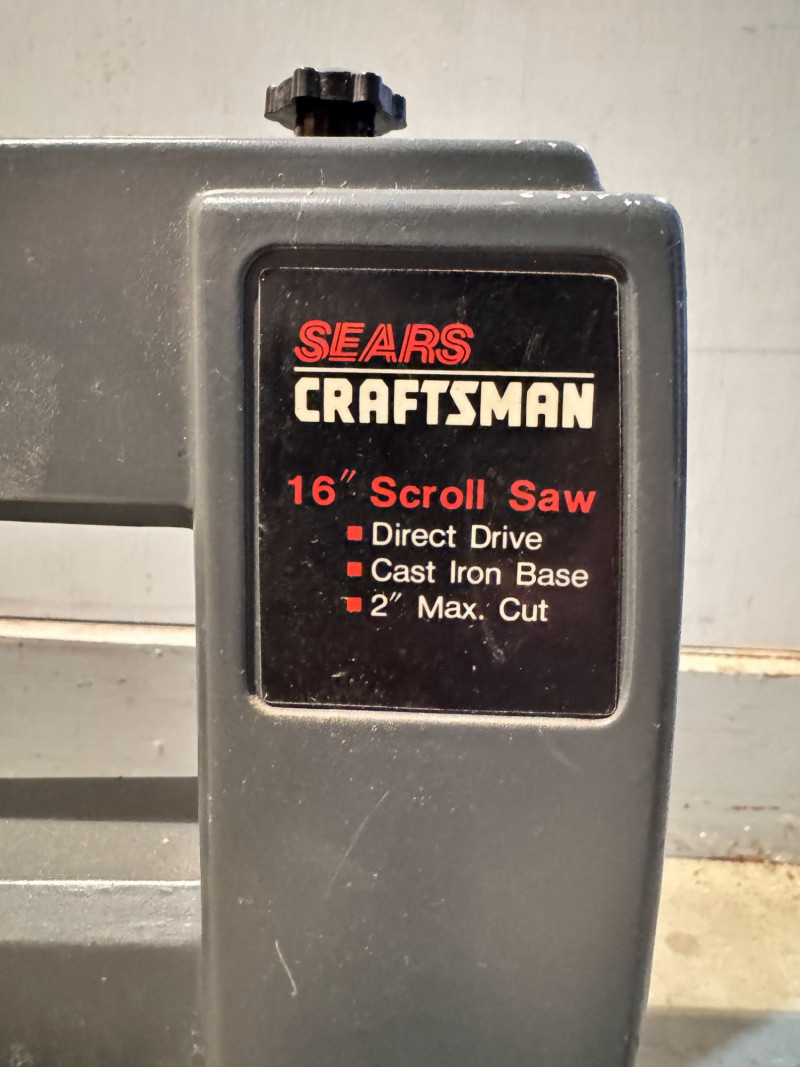 SEARS
CRAFTSMAN
16" Scroll Saw
Direct Drive
Cast Iron Base
2" Max. Cut